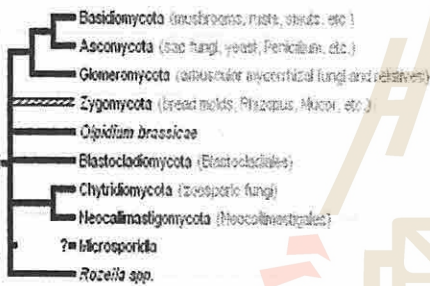 Basidiomycota (mushrooms, rusts, smuts, etc.)
Ascomycota (sac fungi, yeast, Penicillium, etc.)
Glomeromycota (arbuscular mycorrhizal fungi and relatives)
Zygomycota (bread molds, Rhizopus, Mucor, etc.)
Olpidium brassicae
Blastocladiomycota (Blastocladiales)
Chytridiomycota (zoosporic fungi)
Neocallmastigomycota (Neocallimastigales)
?= Microsporidia
Rozella spp.